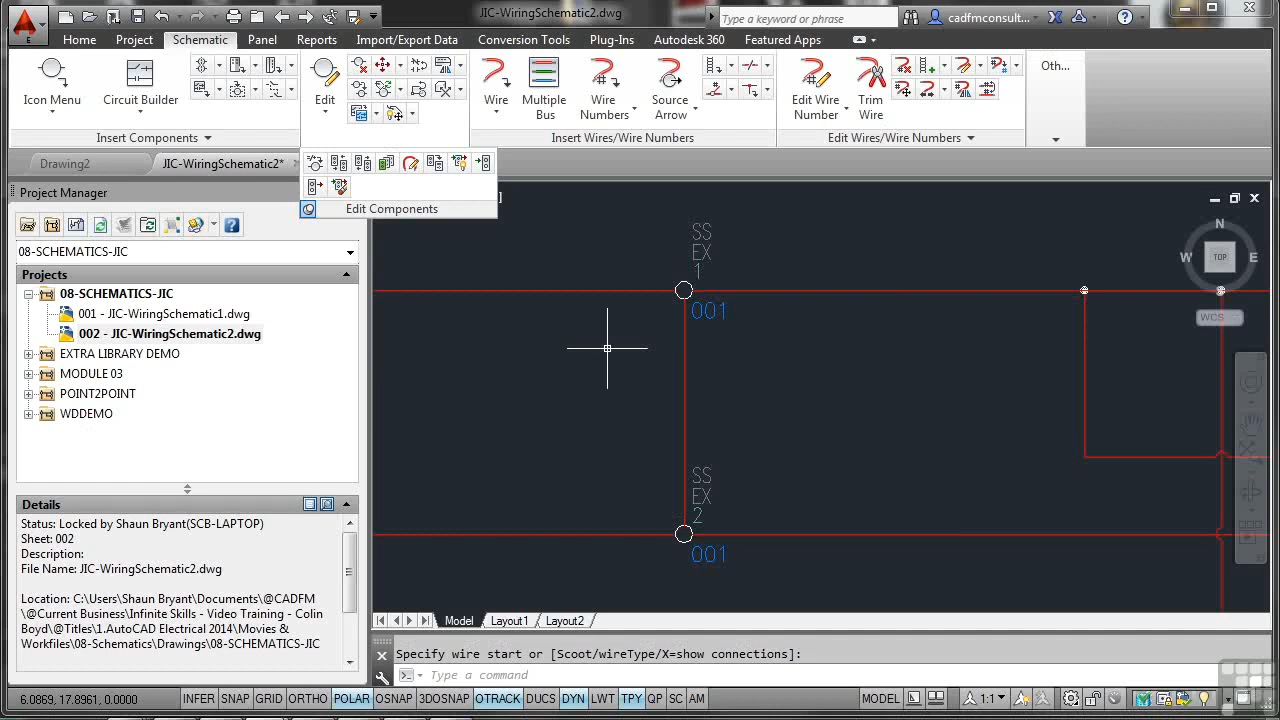 JIC-WiringSchematic2.dwg
Type a keyword or phrase
cadfmconsult...
E
Home Project Schematic Panel Reports Import/Export Data Conversion Tools Plug-Ins Autodesk 360 Featured Apps
Icon Menu
Circuit Builder
Edit
Wire
Multiple Bus
Wire Numbers
Source Arrow
Edit Wire Number
Trim Wire
Oth...
Insert Components
Insert Wires/Wire Numbers
Edit Wires/Wire Numbers
Drawing2
JIC-WiringSchematic2*
Edit Components
]
Project Manager
08-SCHEMATICS-JIC
Projects
08-SCHEMATICS-JIC
001 - JIC-WiringSchematic1.dwg
002 - JIC-WiringSchematic2.dwg
EXTRA LIBRARY DEMO
MODULE 03
POINT2POINT
WDDEMO
Details
Status: Locked by Shaun Bryant(SCB-LAPTOP)
Sheet: 002
Description:
File Name: JIC-WiringSchematic2.dwg
Location: C:\Users\Shaun Bryant\Documents\@CADFM
\@Current Business\Infinite Skills - Video Training - Colin
Boyd\@Titles\1.AutoCAD Electrical 2014\Movies &
Workfiles\08-Schematics\Drawings\08-SCHEMATICS-JIC
SS
EX
1
001
SS
EX
2
001
N
W
TOP
E
WCS
Model Layout1 Layout2
Specify wire start or [Scoot/wireType/X=show connections]:
Type a command
6.0869, 17.8961, 0.0000
INFER SNAP GRID ORTHO POLAR OSNAP 3DOSNAP OTRACK DUCS DYN LWT TPY QP SC AM
MODEL
1:1